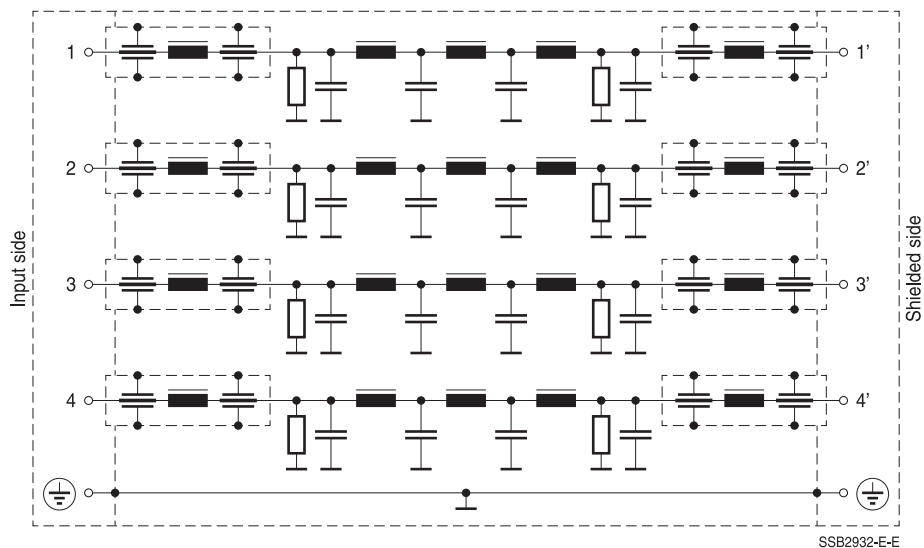 1 1'
2 2'
3 3'
4 4'
Input side
Shielded side
SSB2932-E-E